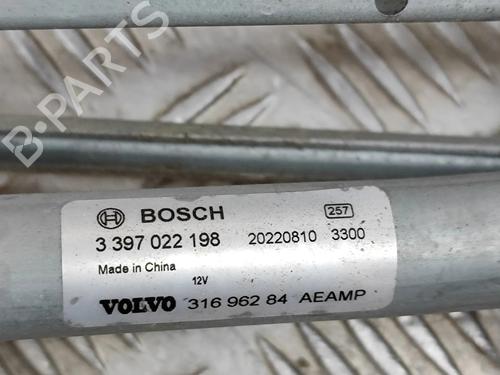 B-PARTS
BOSCH 257
3 397 022 198 20220810 3300
Made in China
12V
VOLVO 316 962 84 AEAMP